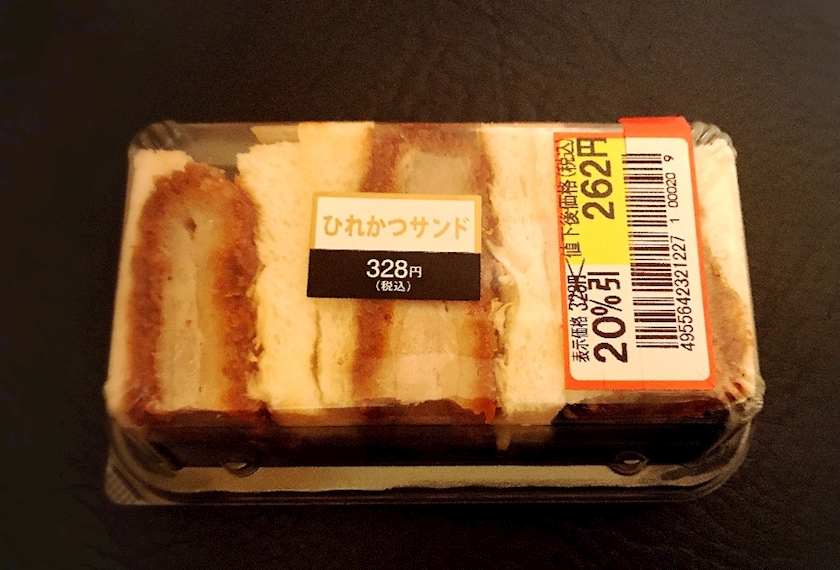 ひれかつサンド
328円
(税込)
表示価格 328円
20%引
値下後価格(税込)
262円
4955642321227 1 00020 9